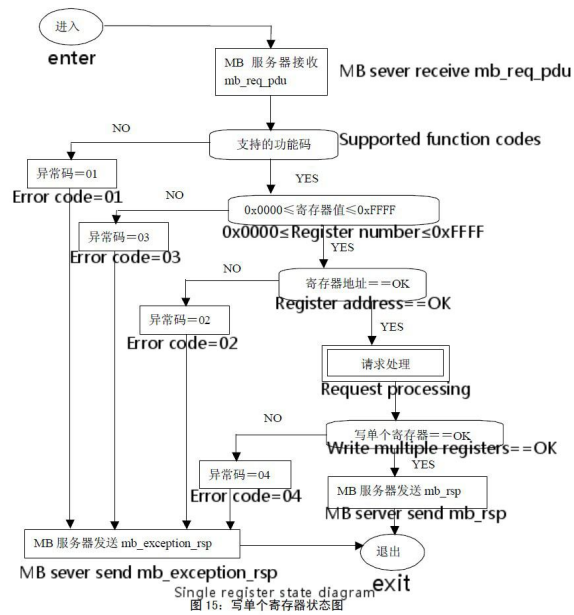 进入
enter
MB 服务器接收
mb_req_pdu
MB sever receive mb_req_pdu
NO
支持的功能码
Supported function codes
异常码＝01
Error code=01
YES
NO
0x0000≤寄存器值≤0xFFFF
0x0000≤Register number≤0xFFFF
异常码＝03
Error code=03
YES
NO
寄存器地址＝＝OK
Register address==OK
异常码＝02
Error code=02
YES
请求处理
Request processing
NO
写单个寄存器＝＝OK
Write multiple registers==OK
异常码＝04
Error code=04
YES
MB 服务器发送 mb_rsp
MB server send mb_rsp
MB 服务器发送 mb_exception_rsp
MB sever send mb_exception_rsp
退出
exit
Single register state diagram
图 15：写单个寄存器状态图